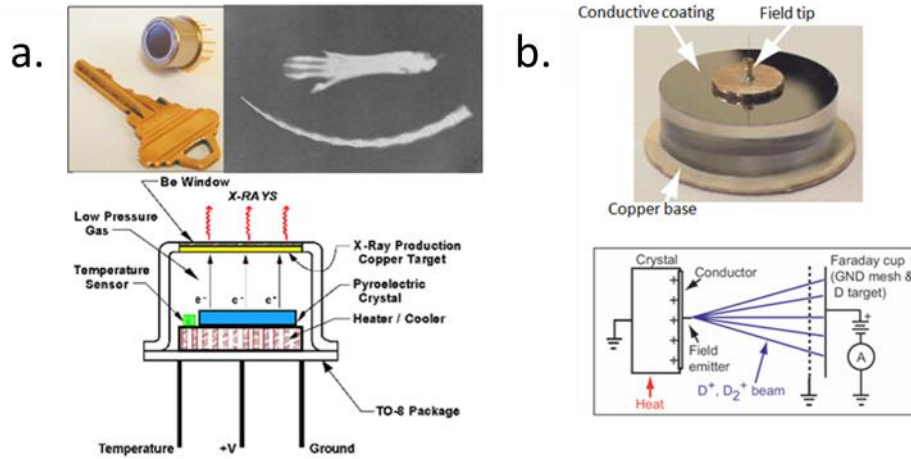 a.
Be Window
X-RAYS
Low Pressure
Gas
Temperature
Sensor
e-
e-
e-
X-Ray Production
Copper Target
Pyroelectric
Crystal
Heater / Cooler
TO-8 Package
Temperature
+V
Ground
b.
Conductive coating
Field tip
Copper base
Crystal
Conductor
Faraday cup
(GND mesh &
D target)
+
+
+
+
+
Field
emitter
A
Heat
D⁺, D₂⁺ beam